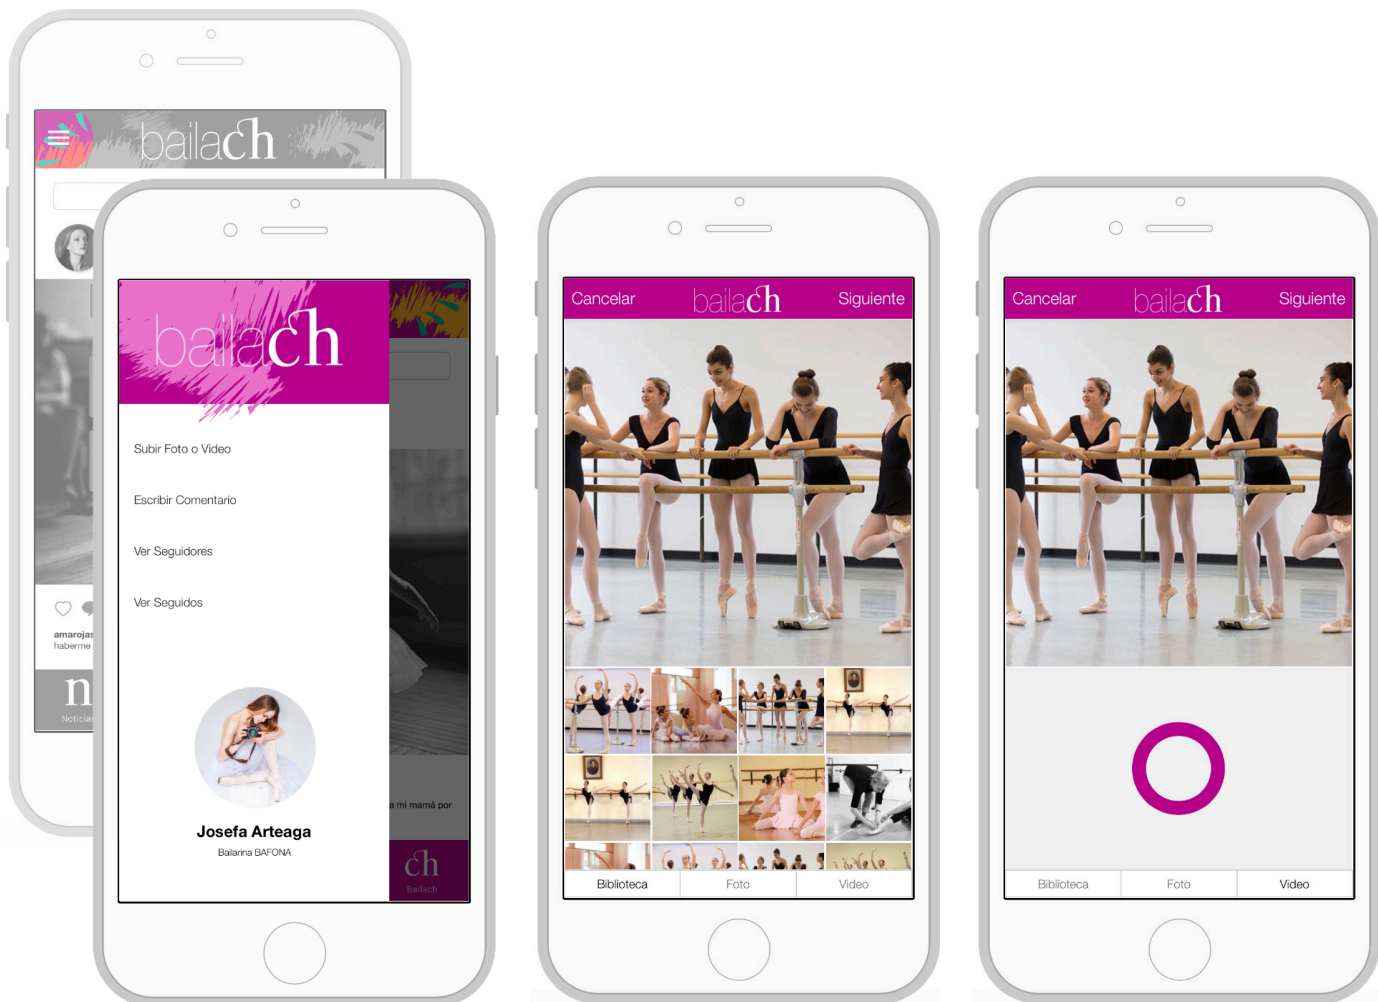 bailach
amarojas
haberme
n
Noticias
bailach
Subir Foto o Video
Escribir Comentario
Ver Seguidores
Ver Seguidos
Josefa Arteaga
Bailarina BAFONA
a mi mamá por
ch
Bailach
Cancelar
bailach
Siguiente
Biblioteca
Foto
Video
Cancelar
bailach
Siguiente
Biblioteca
Foto
Video